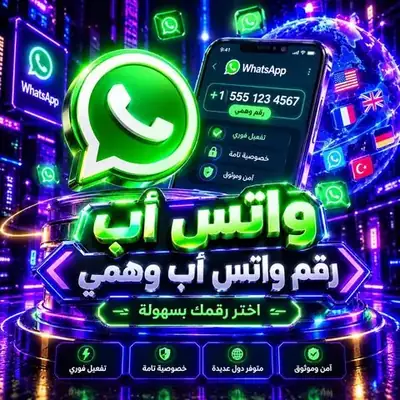 WhatsApp
9:41
WhatsApp
+1 555 123 4567
رقم وهمي
تفعيل فوري
خصوصية تامة
آمن وموثوق
واتس أب
رقم واتس أب وهمي
اختر رقمك بسهولة
آمن وموثوق
متوفر دول عديدة
خصوصية تامة
تفعيل فوري